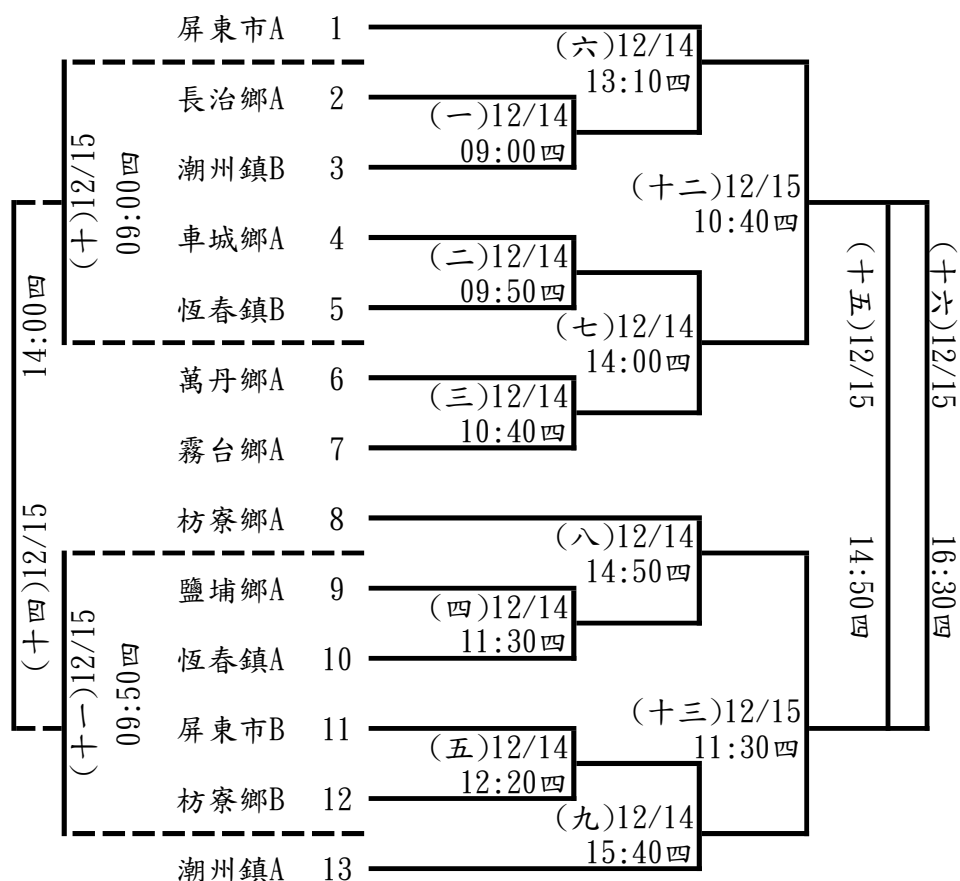 屏東市A 1
(六)12/14
13:10四
長治鄉A 2
(一)12/14
09:00四
潮州鎮B 3
(十)12/15
09:00四
(十二)12/15
10:40四
車城鄉A 4
(二)12/14
09:50四
恆春鎮B 5
(七)12/14
14:00四
萬丹鄉A 6
(三)12/14
10:40四
霧台鄉A 7
(十四)12/15
14:00四
(十五)12/15
14:50四
(十六)12/15
16:30四
枋寮鄉A 8
(八)12/14
14:50四
鹽埔鄉A 9
(四)12/14
11:30四
恆春鎮A 10
(十一)12/15
09:50四
(十三)12/15
11:30四
屏東市B 11
(五)12/14
12:20四
枋寮鄉B 12
(九)12/14
15:40四
潮州鎮A 13